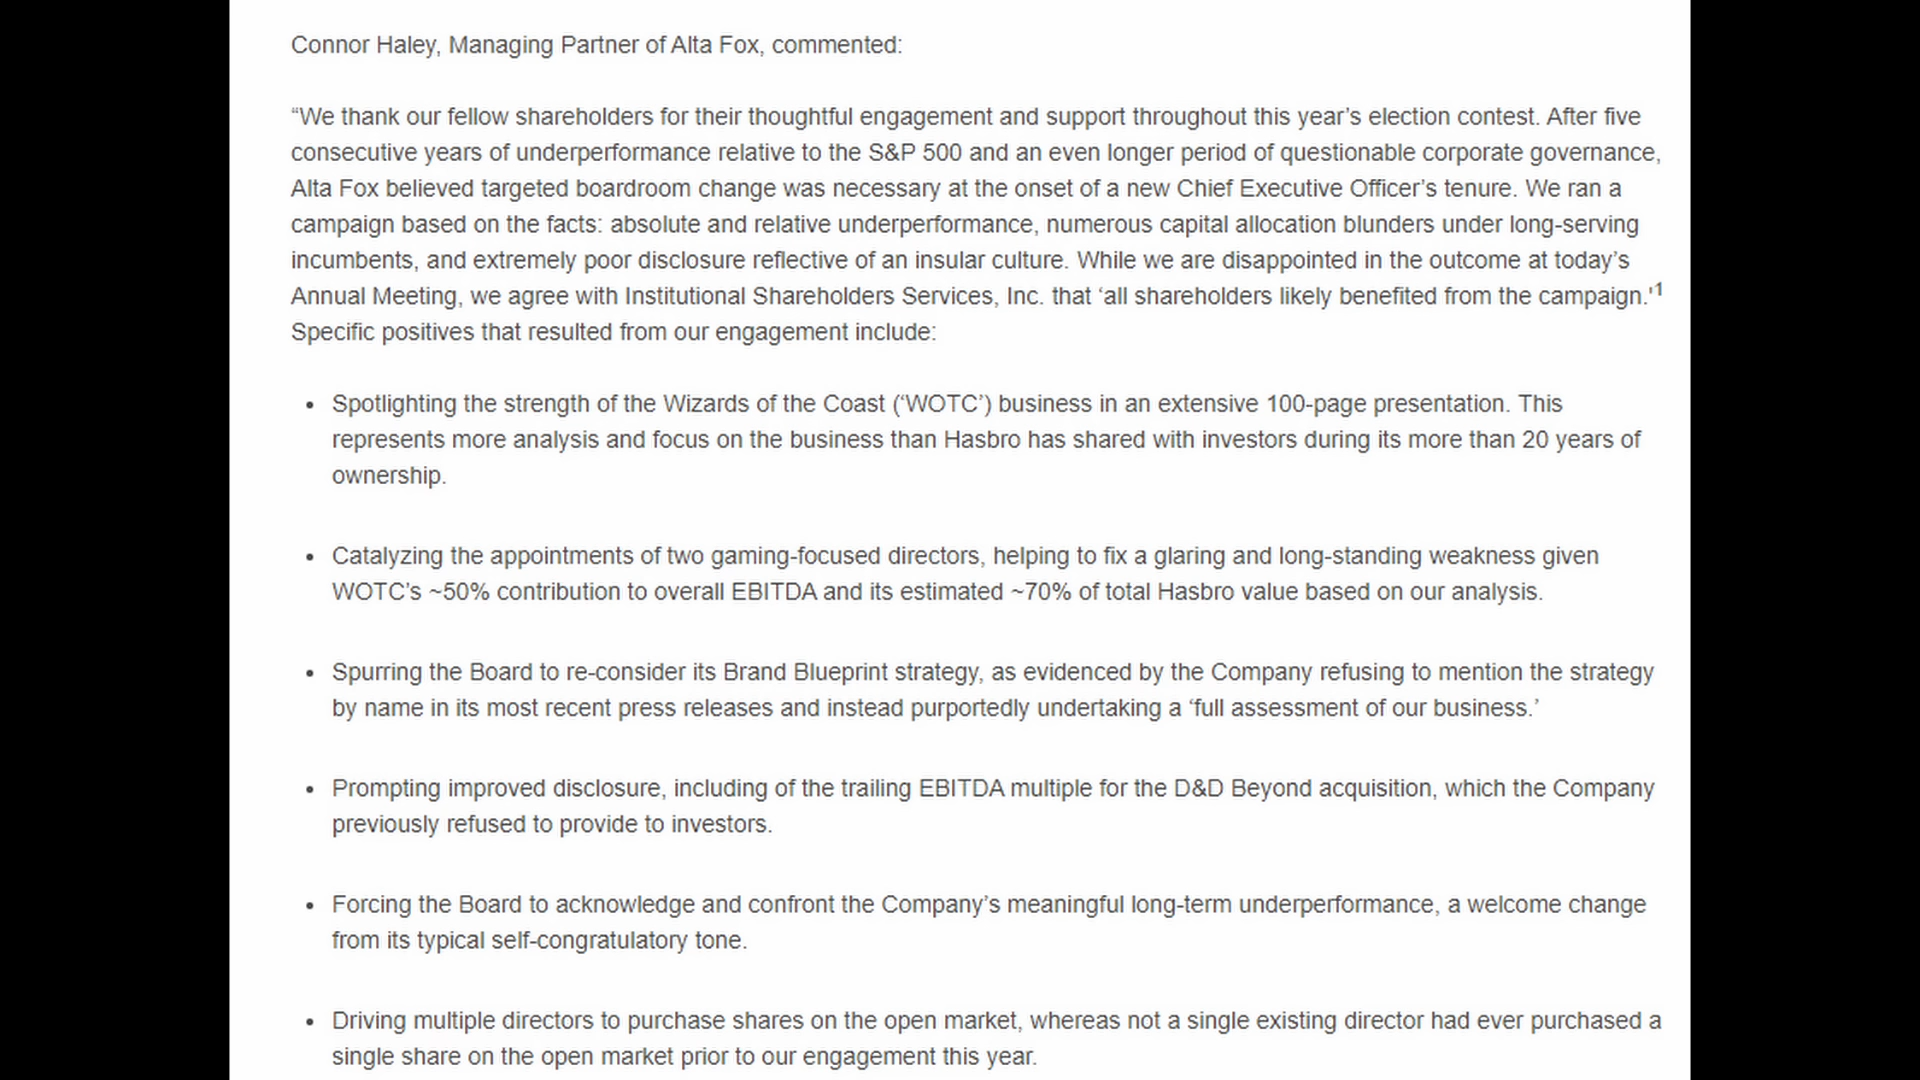 Connor Haley, Managing Partner of Alta Fox, commented:
“We thank our fellow shareholders for their thoughtful engagement and support throughout this year’s election contest. After five
consecutive years of underperformance relative to the S&P 500 and an even longer period of questionable corporate governance,
Alta Fox believed targeted boardroom change was necessary at the onset of a new Chief Executive Officer’s tenure. We ran a
campaign based on the facts: absolute and relative underperformance, numerous capital allocation blunders under long-serving
incumbents, and extremely poor disclosure reflective of an insular culture. While we are disappointed in the outcome at today’s
Annual Meeting, we agree with Institutional Shareholders Services, Inc. that ‘all shareholders likely benefited from the campaign.'1
Specific positives that resulted from our engagement include:
• Spotlighting the strength of the Wizards of the Coast (‘WOTC’) business in an extensive 100-page presentation. This
represents more analysis and focus on the business than Hasbro has shared with investors during its more than 20 years of
ownership.
• Catalyzing the appointments of two gaming-focused directors, helping to fix a glaring and long-standing weakness given
WOTC’s ~50% contribution to overall EBITDA and its estimated ~70% of total Hasbro value based on our analysis.
• Spurring the Board to re-consider its Brand Blueprint strategy, as evidenced by the Company refusing to mention the strategy
by name in its most recent press releases and instead purportedly undertaking a ‘full assessment of our business.’
• Prompting improved disclosure, including of the trailing EBITDA multiple for the D&D Beyond acquisition, which the Company
previously refused to provide to investors.
• Forcing the Board to acknowledge and confront the Company’s meaningful long-term underperformance, a welcome change
from its typical self-congratulatory tone.
• Driving multiple directors to purchase shares on the open market, whereas not a single existing director had ever purchased a
single share on the open market prior to our engagement this year.